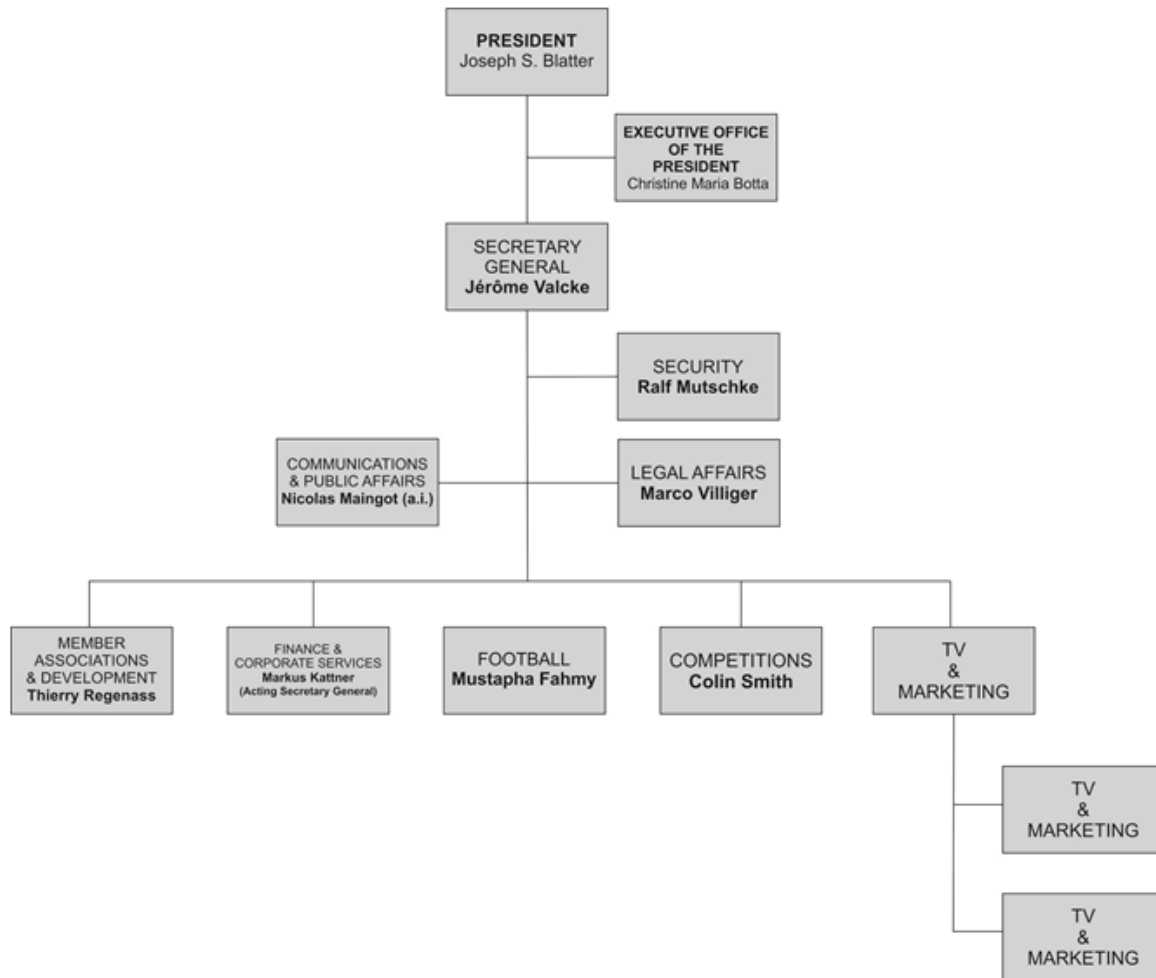 PRESIDENT
Joseph S. Blatter
EXECUTIVE OFFICE
OF THE
PRESIDENT
Christine Maria Botta
SECRETARY
GENERAL
Jérôme Valcke
SECURITY
Ralf Mutschke
COMMUNICATIONS
& PUBLIC AFFAIRS
Nicolas Maingot (a.i.)
LEGAL AFFAIRS
Marco Villiger
MEMBER
ASSOCIATIONS
& DEVELOPMENT
Thierry Regenass
FINANCE &
CORPORATE SERVICES
Markus Kattner
(Acting Secretary General)
FOOTBALL
Mustapha Fahmy
COMPETITIONS
Colin Smith
TV
&
MARKETING
TV
&
MARKETING
TV
&
MARKETING